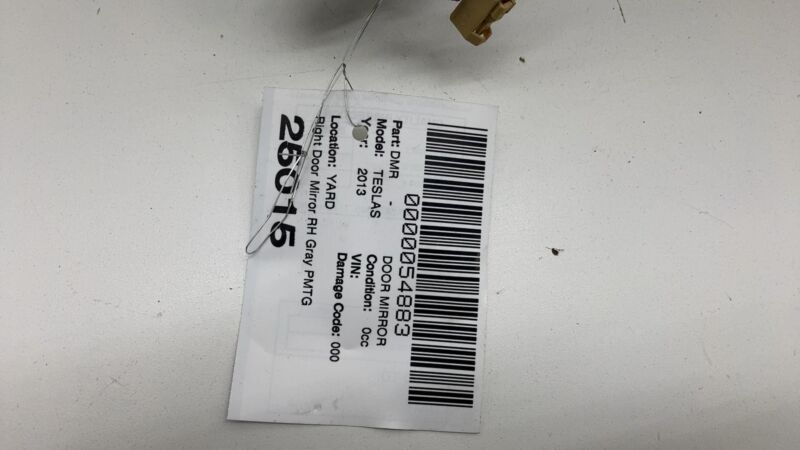 0000054883
Part: DMR - DOOR MIRROR
Model: TESLAS Condition: 0cc
Year: 2013 VIN:
Location: YARD Damage Code: 000
Right Door Mirror RH Gray PMTG